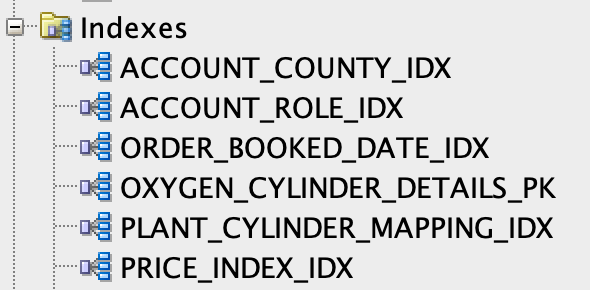 Indexes
ACCOUNT_COUNTY_IDX
ACCOUNT_ROLE_IDX
ORDER_BOOKED_DATE_IDX
OXYGEN_CYLINDER_DETAILS_PK
PLANT_CYLINDER_MAPPING_IDX
PRICE_INDEX_IDX